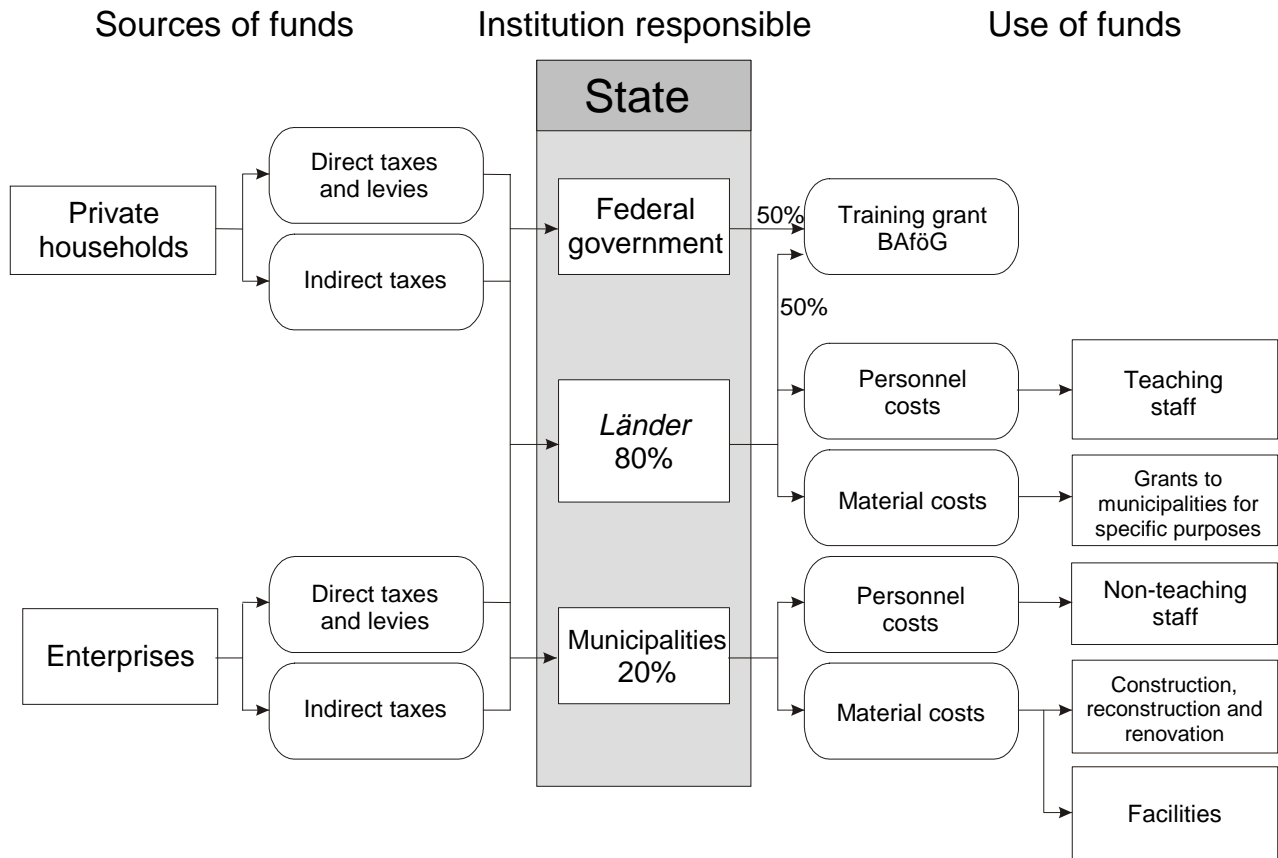 Sources of funds
Institution responsible
Use of funds
State
Private
households
Direct taxes
and levies
Indirect taxes
Federal
government
50%
Training grant
BAföG
50%
Länder
80%
Personnel
costs
Teaching
staff
Material costs
Grants to
municipalities for
specific purposes
Enterprises
Direct taxes
and levies
Indirect taxes
Municipalities
20%
Personnel
costs
Non-teaching
staff
Material costs
Construction,
reconstruction and
renovation
Facilities